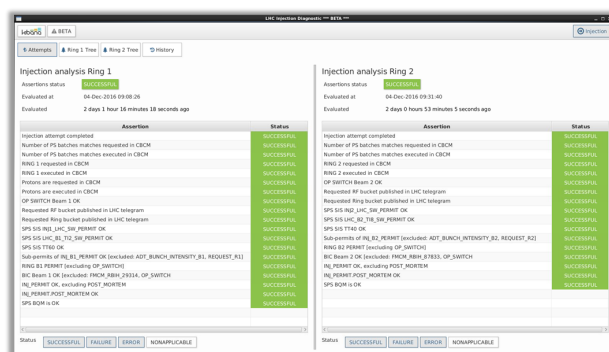 LHC Injection Diagnostic *** BETA ***
kebana
BETA
Injection
Attempts
Ring 1 Tree
Ring 2 Tree
History
Injection analysis Ring 1
Assertions status SUCCESSFUL
Evaluated at 04-Dec-2016 09:08:26
Evaluated 2 days 1 hour 16 minutes 18 seconds ago
Assertion Status
Injection attempt completed SUCCESSFUL
Number of PS batches matches requested in CBCM SUCCESSFUL
Number of PS batches matches executed in CBCM SUCCESSFUL
RING 1 requested in CBCM SUCCESSFUL
RING 1 executed in CBCM SUCCESSFUL
Protons are requested in CBCM SUCCESSFUL
Protons are executed in CBCM SUCCESSFUL
OP SWITCH Beam 1 OK SUCCESSFUL
Requested RF bucket published in LHC telegram SUCCESSFUL
Requested Ring bucket published in LHC telegram SUCCESSFUL
SPS SIS INJ1_LHC_SW_PERMIT OK SUCCESSFUL
SPS SIS LHC_B1_TI2_SW_PERMIT OK SUCCESSFUL
SPS SIS TT60 OK SUCCESSFUL
Sub-permits of INJ_B1_PERMIT OK [excluded: ADT_BUNCH_INTENSITY_B1, REQUEST_R1] SUCCESSFUL
RING B1 PERMIT [excluding OP_SWITCH] SUCCESSFUL
BIC Beam 1 OK [excluded: FMCM_RBIH_29314, OP_SWITCH SUCCESSFUL
INJ_PERMIT OK, excluding POST_MORTEM SUCCESSFUL
INJ_PERMIT.POST_MORTEM OK SUCCESSFUL
SPS BQM is OK SUCCESSFUL
Status SUCCESSFUL FAILURE ERROR NONAPPLICABLE
Injection analysis Ring 2
Assertions status SUCCESSFUL
Evaluated at 04-Dec-2016 09:31:40
Evaluated 2 days 0 hours 53 minutes 5 seconds ago
Assertion Status
Injection attempt completed SUCCESSFUL
Number of PS batches matches requested in CBCM SUCCESSFUL
Number of PS batches matches executed in CBCM SUCCESSFUL
RING 2 requested in CBCM SUCCESSFUL
RING 2 executed in CBCM SUCCESSFUL
OP SWITCH Beam 2 OK SUCCESSFUL
Requested RF bucket published in LHC telegram SUCCESSFUL
Requested Ring bucket published in LHC telegram SUCCESSFUL
SPS SIS INJ2_LHC_SW_PERMIT OK SUCCESSFUL
SPS SIS LHC_B2_TI8_SW_PERMIT OK SUCCESSFUL
SPS SIS TT40 OK SUCCESSFUL
Sub-permits of INJ_B2_PERMIT [excluded: ADT_BUNCH_INTENSITY_B2, REQUEST_R2] SUCCESSFUL
RING B2 PERMIT [excluding OP_SWITCH] SUCCESSFUL
BIC Beam 2 OK [excluded: FMCM_RBIH_87833, OP_SWITCH SUCCESSFUL
INJ_PERMIT OK, excluding POST_MORTEM SUCCESSFUL
INJ_PERMIT.POST_MORTEM OK SUCCESSFUL
SPS BQM is OK SUCCESSFUL
Status SUCCESSFUL FAILURE ERROR NONAPPLICABLE